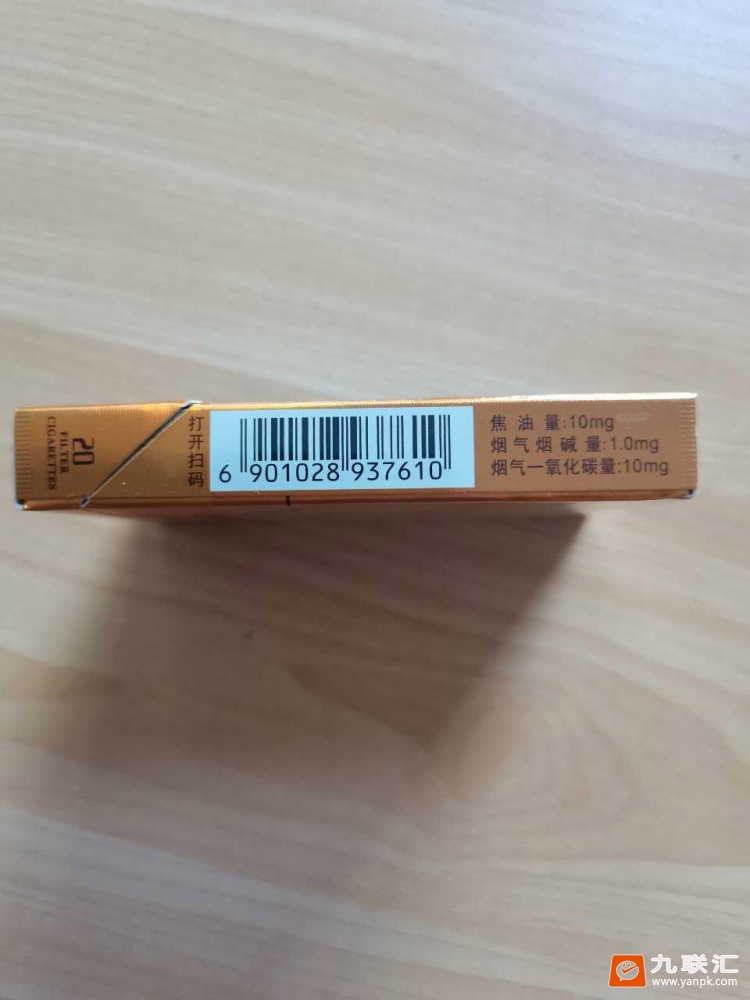 20
FILTER
CIGARETTES
打开扫码
6 901028 937610
焦油量:10mg
烟气烟碱量:1.0mg
烟气一氧化碳量:10mg
九联汇
www.yanpk.com